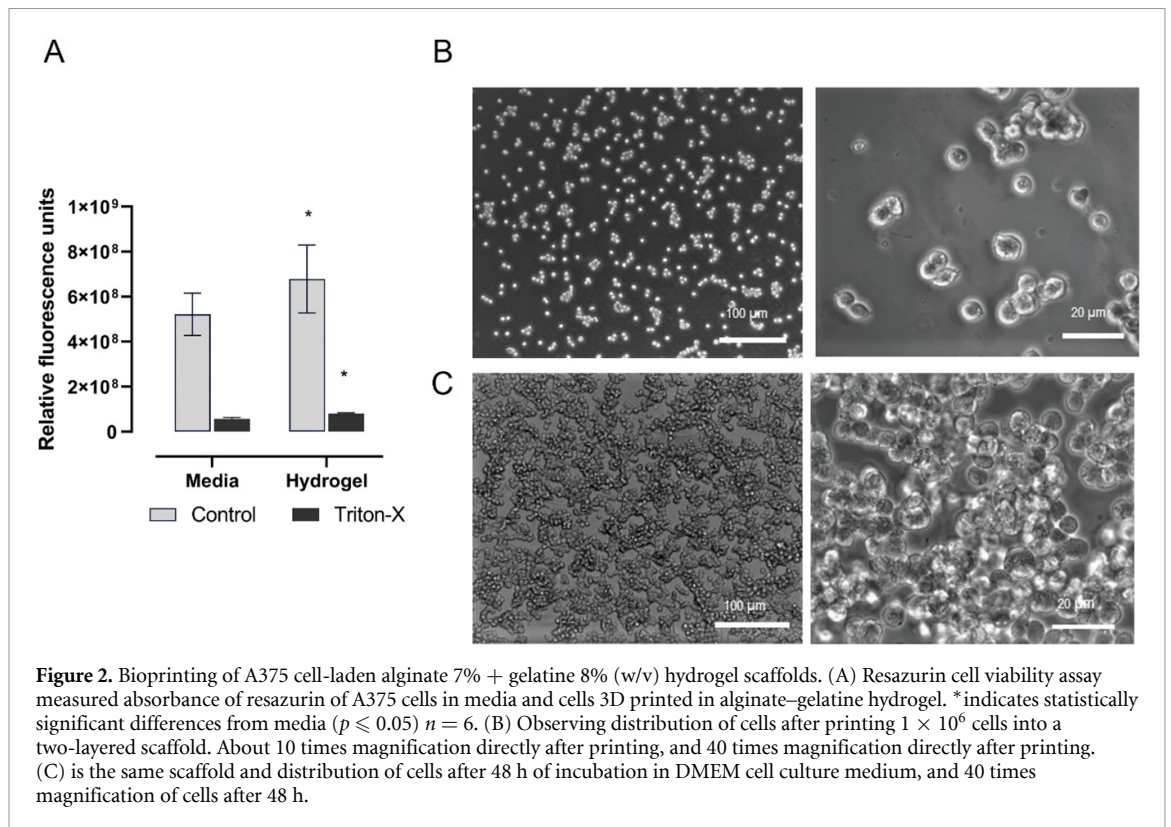 A
B
Relative fluorescence units
1×10⁹
8×10⁸
6×10⁸
4×10⁸
2×10⁸
0
*
*
Media
Hydrogel
Control
Triton-X
100 µm
20 µm
C
100 µm
20 µm
Figure 2. Bioprinting of A375 cell-laden alginate 7% + gelatine 8% (w/v) hydrogel scaffolds. (A) Resazurin cell viability assay
measured absorbance of resazurin of A375 cells in media and cells 3D printed in alginate–gelatine hydrogel. *indicates statistically
significant differences from media (p ⩽ 0.05) n = 6. (B) Observing distribution of cells after printing 1 × 10⁶ cells into a
two-layered scaffold. About 10 times magnification directly after printing, and 40 times magnification directly after printing.
(C) is the same scaffold and distribution of cells after 48 h of incubation in DMEM cell culture medium, and 40 times
magnification of cells after 48 h.